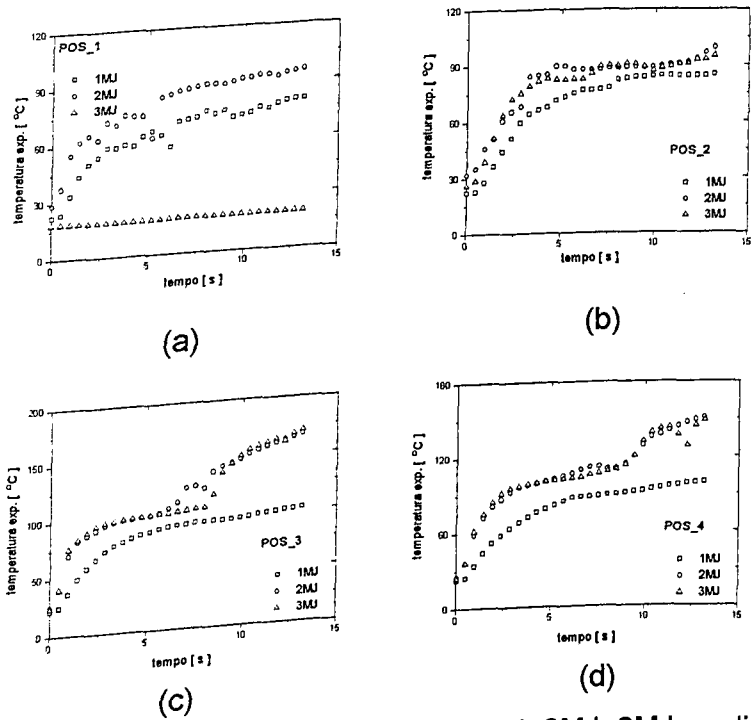 120
90
60
30
0
temperatura exp. [ °C ]
POS_1
1MJ
2MJ
3MJ
0
5
10
15
tempo [ s ]
(a)
120
90
60
30
0
temperatura exp. [ °C ]
POS_2
1MJ
2MJ
3MJ
0
5
10
15
tempo [ s ]
(b)
200
150
100
50
0
temperatura exp. [ °C ]
POS_3
1MJ
2MJ
3MJ
0
5
10
15
tempo [ s ]
(c)
180
120
60
0
temperatura exp. [ °C ]
POS_4
1MJ
2MJ
3MJ
0
5
10
15
tempo [ s ]
(d)